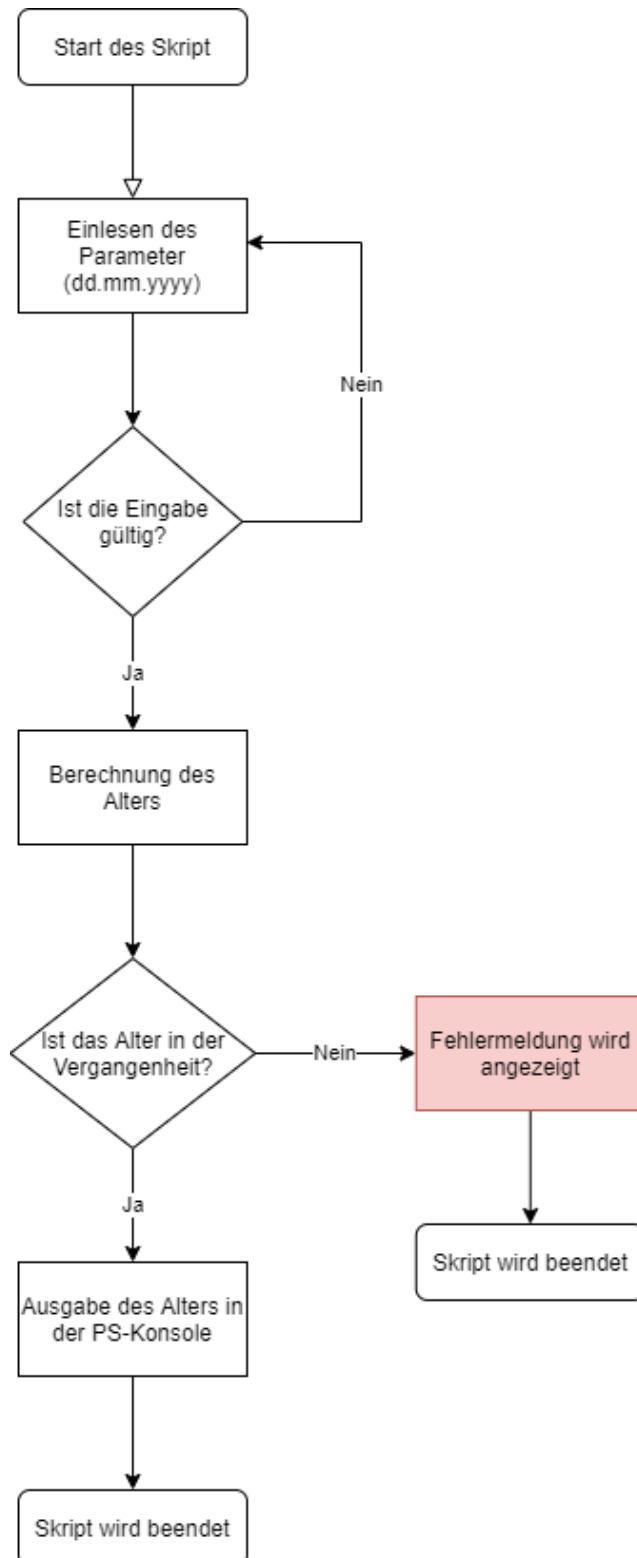 Start des Skript
Einlesen des
Parameter
(dd.mm.yyyy)
Nein
Ist die Eingabe
gültig?
Ja
Berechnung des
Alters
Ist das Alter in der
Vergangenheit?
Nein
Fehlermeldung wird
angezeigt
Ja
Skript wird beendet
Ausgabe des Alters in
der PS-Konsole
Skript wird beendet